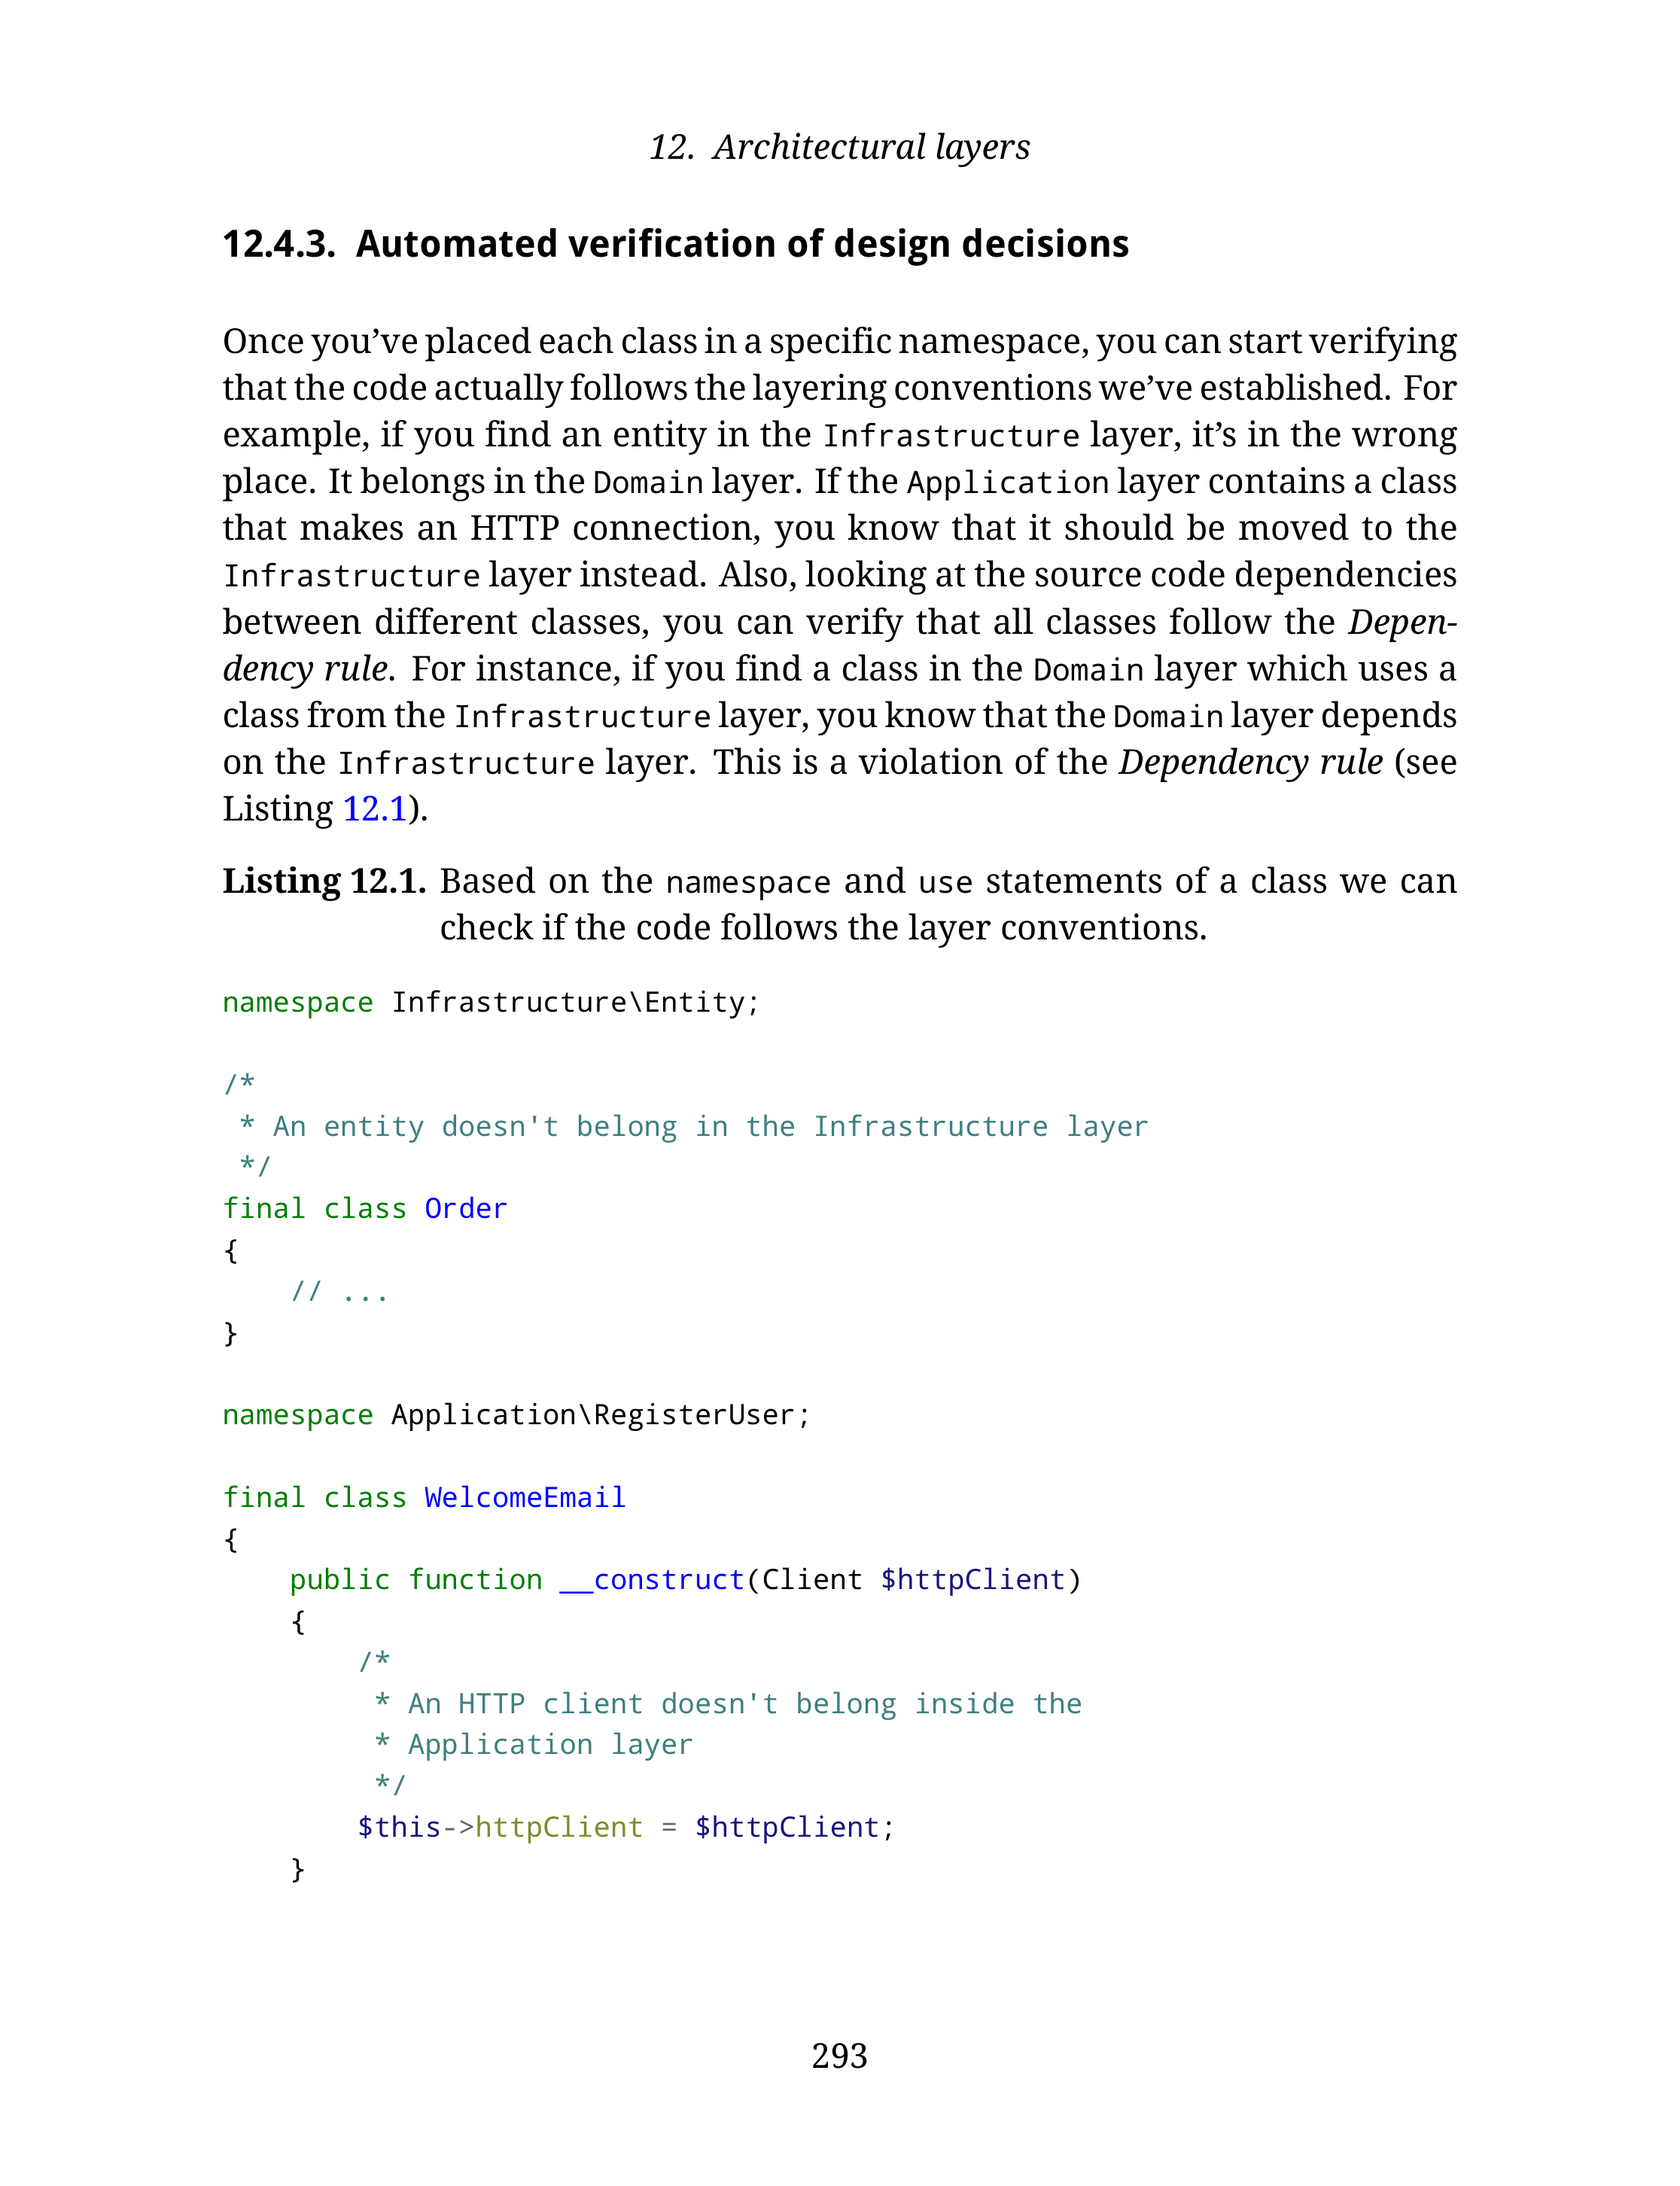 12. Architectural layers
12.4.3. Automated verification of design decisions
Once you’ve placed each class in a specific namespace, you can start verifying
that the code actually follows the layering conventions we’ve established. For
example, if you find an entity in the Infrastructure layer, it’s in the wrong
place. It belongs in the Domain layer. If the Application layer contains a class
that makes an HTTP connection, you know that it should be moved to the
Infrastructure layer instead. Also, looking at the source code dependencies
between different classes, you can verify that all classes follow the Depen-
dency rule. For instance, if you find a class in the Domain layer which uses a
class from the Infrastructure layer, you know that the Domain layer depends
on the Infrastructure layer. This is a violation of the Dependency rule (see
Listing 12.1).
Listing 12.1. Based on the namespace and use statements of a class we can
check if the code follows the layer conventions.
namespace Infrastructure\Entity;
/*
 * An entity doesn't belong in the Infrastructure layer
 */
final class Order
{
    // ...
}
namespace Application\RegisterUser;
final class WelcomeEmail
{
    public function __construct(Client $httpClient)
    {
        /*
         * An HTTP client doesn't belong inside the
         * Application layer
         */
        $this->httpClient = $httpClient;
    }
293